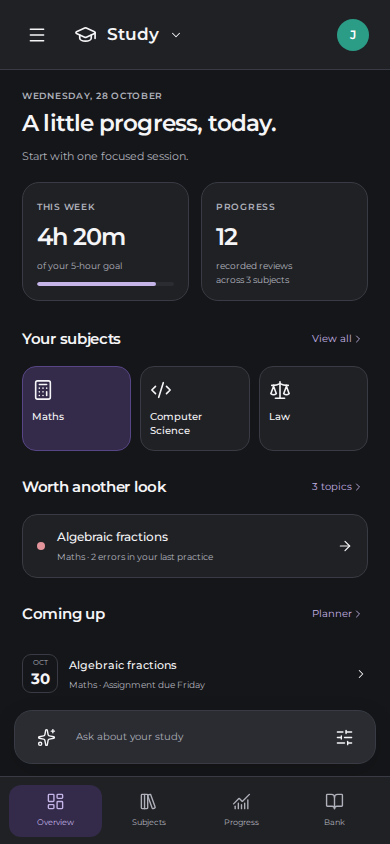 Study
J
WEDNESDAY, 28 OCTOBER
A little progress, today.
Start with one focused session.
THIS WEEK
4h 20m
of your 5-hour goal
PROGRESS
12
recorded reviews
across 3 subjects
Your subjects
View all
Maths
Computer
Science
Law
Worth another look
3 topics
Algebraic fractions
Maths · 2 errors in your last practice
Coming up
Planner
OCT
30
Algebraic fractions
Maths · Assignment due Friday
Ask about your study
Overview
Subjects
Progress
Bank